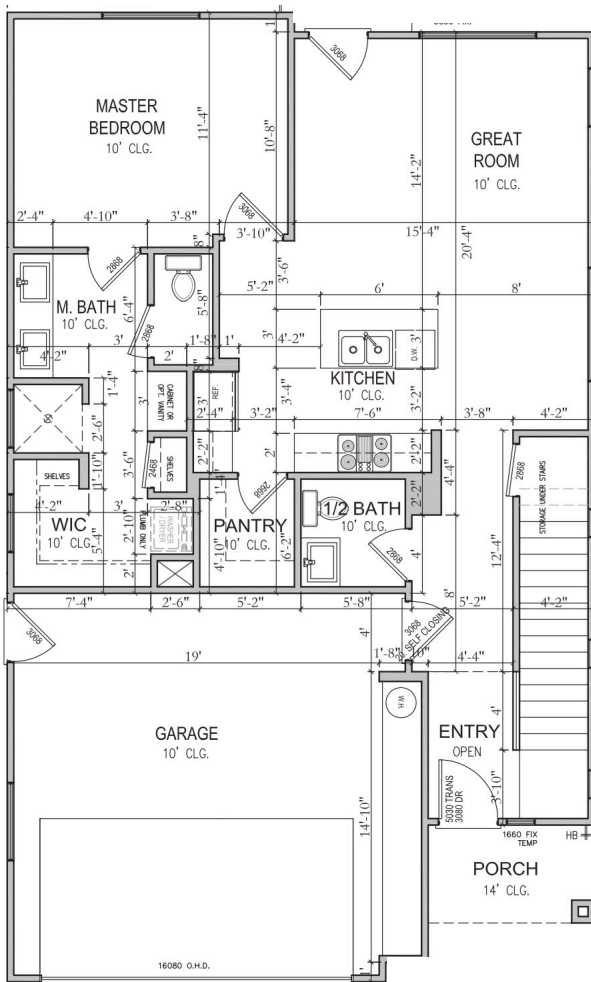 3068
1'
MASTER
BEDROOM
10' CLG.
11'-4"
10'-8"
14'-2"
GREAT
ROOM
10' CLG.
2'-4"
4'-10"
3'-8"
3068
3'-10"
15'-4"
20'-4"
8"
2868
3'-6"
5'-2"
6'
8'
M. BATH
10' CLG.
6'-4"
5'-8"
3'
2868
4'-2"
2'
1'-8"
1'
4'-2"
3'
3'
D.W.
KITCHEN
10' CLG.
1'-4"
3'
CABINET OR
OPT. VANITY
REF.
3'
2'-4"
3'-4"
3'-2"
7'-6"
3'-2"
3'-8"
4'-2"
2'-6"
2'-2"
2'
2'-2"
4'-4"
SHELVES
1'-10"
3'-6"
2468
SHELVES
1'-4"
2668
2868
STORAGE UNDER STAIRS
4'-2"
3'
2'-8"
WIC
10' CLG.
5'-4"
2'-10"
PLUMB ONLY
WASHER
/DRYER
PANTRY
10' CLG.
4'-10"
6'-2"
1/2 BATH
10' CLG.
2'-2"
2868
4'
12'-4"
2'
8'
7'-4"
2'-6"
5'-2"
5'-8"
5'-2"
4'-2"
3068
4'
3068
SELF CLOSING
19'
1'-8"
4'-4"
W.H.
GARAGE
10' CLG.
ENTRY
OPEN
4'
14'-10"
5030 TRANS
3080 DR
3'-10"
1660 FIX
TEMP
HB
PORCH
14' CLG.
16080 O.H.D.
1'